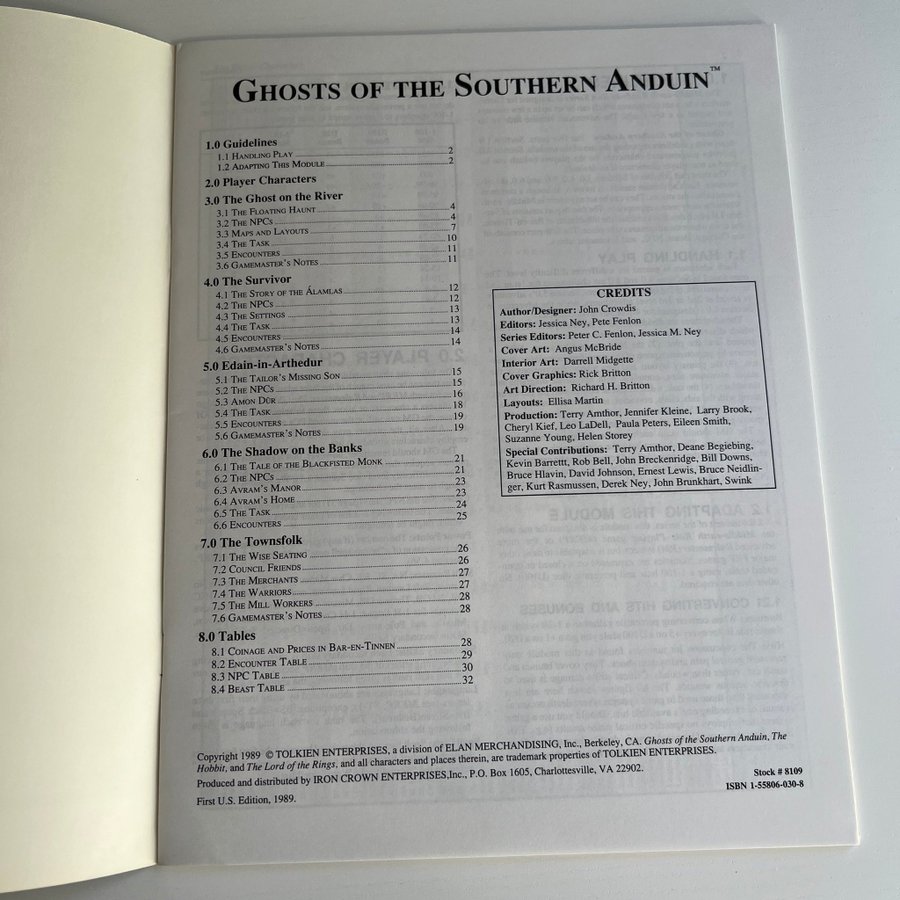 GHOSTS OF THE SOUTHERN ANDUIN™
1.0 Guidelines
1.1 HANDLING PLAY 2
1.2 ADAPTING THIS MODULE 2
2.0 Player Characters
3.0 The Ghost on the River
3.1 THE FLOATING HAUNT 4
3.2 THE NPCS 4
3.3 MAPS AND LAYOUTS 7
3.4 THE TASK 10
3.5 ENCOUNTERS 11
3.6 GAMEMASTER'S NOTES 11
4.0 The Survivor
4.1 THE STORY OF THE ÁLAMLAS 12
4.2 THE NPCS 12
4.3 THE SETTINGS 13
4.4 THE TASK 13
4.5 ENCOUNTERS 14
4.6 GAMEMASTER'S NOTES 14
5.0 Edain-in-Arthedur
5.1 THE TAILOR'S MISSING SON 15
5.2 THE NPCS 15
5.3 AMON DÛR 16
5.4 THE TASK 18
5.5 ENCOUNTERS 19
5.6 GAMEMASTER'S NOTES 19
6.0 The Shadow on the Banks
6.1 THE TALE OF THE BLACKFISTED MONK 21
6.2 THE NPCS 21
6.3 AVRAM'S MANOR 23
6.4 AVRAM'S HOME 23
6.5 THE TASK 24
6.6 ENCOUNTERS 25
7.0 The Townsfolk
7.1 THE WISE SEATING 26
7.2 COUNCIL FRIENDS 26
7.3 THE MERCHANTS 27
7.4 THE WARRIORS 27
7.5 THE MILL WORKERS 28
7.6 GAMEMASTER'S NOTES 28
8.0 Tables
8.1 COINAGE AND PRICES IN BAR-EN-TINNEN 28
8.2 ENCOUNTER TABLE 29
8.3 NPC TABLE 30
8.4 BEAST TABLE 32
CREDITS
Author/Designer: John Crowdis
Editors: Jessica Ney, Pete Fenlon
Series Editors: Peter C. Fenlon, Jessica M. Ney
Cover Art: Angus McBride
Interior Art: Darrell Midgette
Cover Graphics: Rick Britton
Art Direction: Richard H. Britton
Layouts: Ellisa Martin
Production: Terry Amthor, Jennifer Kleine, Larry Brook,
Cheryl Kief, Leo LaDell, Paula Peters, Eileen Smith,
Suzanne Young, Helen Storey
Special Contributions: Terry Amthor, Deane Begiebing,
Kevin Barrettt, Rob Bell, John Breckenridge, Bill Downs,
Bruce Hlavin, David Johnson, Ernest Lewis, Bruce Neidlin-
ger, Kurt Rasmussen, Derek Ney, John Brunkhart, Swink
Copyright 1989 © TOLKIEN ENTERPRISES, a division of ELAN MERCHANDISING, Inc., Berkeley, CA. Ghosts of the Southern Anduin, The
Hobbit, and The Lord of the Rings, and all characters and places therein, are trademark properties of TOLKIEN ENTERPRISES.
Produced and distributed by IRON CROWN ENTERPRISES,Inc., P.O. Box 1605, Charlottesville, VA 22902.
First U.S. Edition, 1989.
Stock # 8109
ISBN 1-55806-030-8